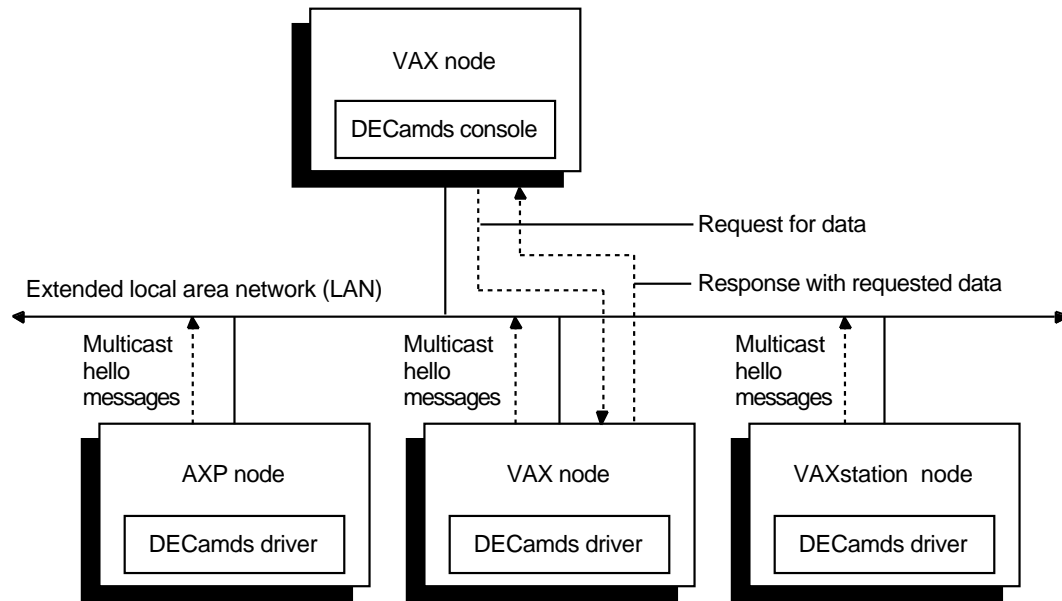 VAX node
DECamds console
Request for data
Response with requested data
Extended local area network (LAN)
Multicast
hello
messages
Multicast
hello
messages
Multicast
hello
messages
AXP node
DECamds driver
VAX node
DECamds driver
VAXstation node
DECamds driver